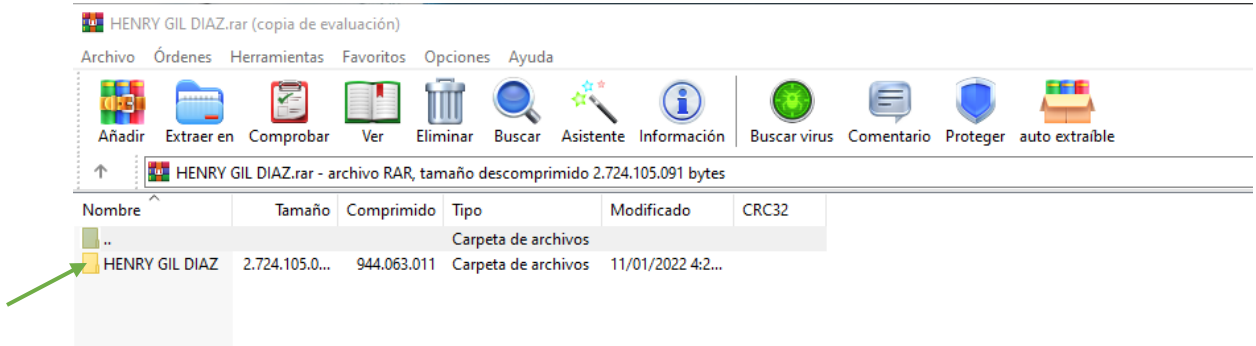 HENRY GIL DIAZ.rar (copia de evaluación)
Archivo Órdenes Herramientas Favoritos Opciones Ayuda
Añadir Extraer en Comprobar Ver Eliminar Buscar Asistente Información Buscar virus Comentario Proteger auto extraíble
HENRY GIL DIAZ.rar - archivo RAR, tamaño descomprimido 2.724.105.091 bytes
Nombre Tamaño Comprimido Tipo Modificado CRC32
.. Carpeta de archivos
HENRY GIL DIAZ 2.724.105.0... 944.063.011 Carpeta de archivos 11/01/2022 4:2...